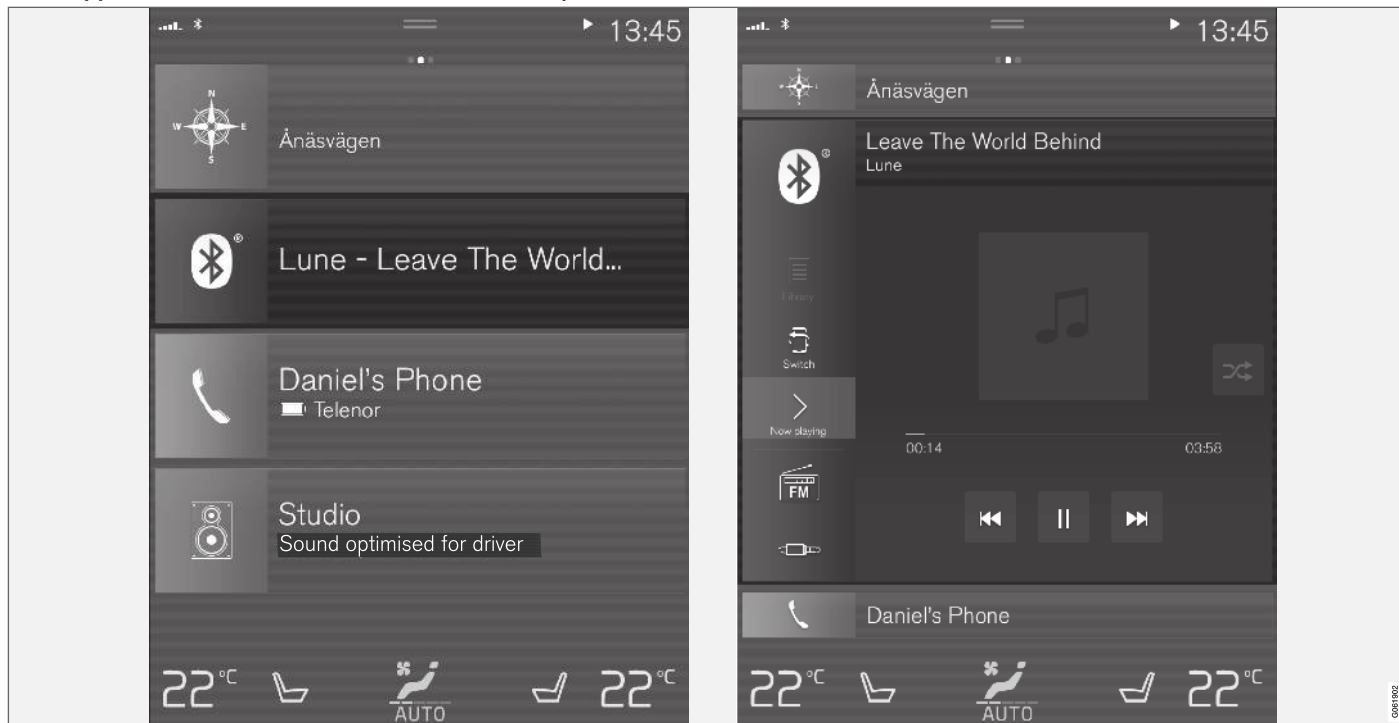 13:45
N
W E
S
Ånäsvägen
®
Lune - Leave The World...
Daniel's Phone
Telenor
Studio
Sound optimised for driver
22°C
AUTO
22°C
13:45
Ånäsvägen
®
Leave The World Behind
Lune
Library
Switch
Now playing
00:14
03:58
FM
Daniel's Phone
22°C
AUTO
22°C
G061902